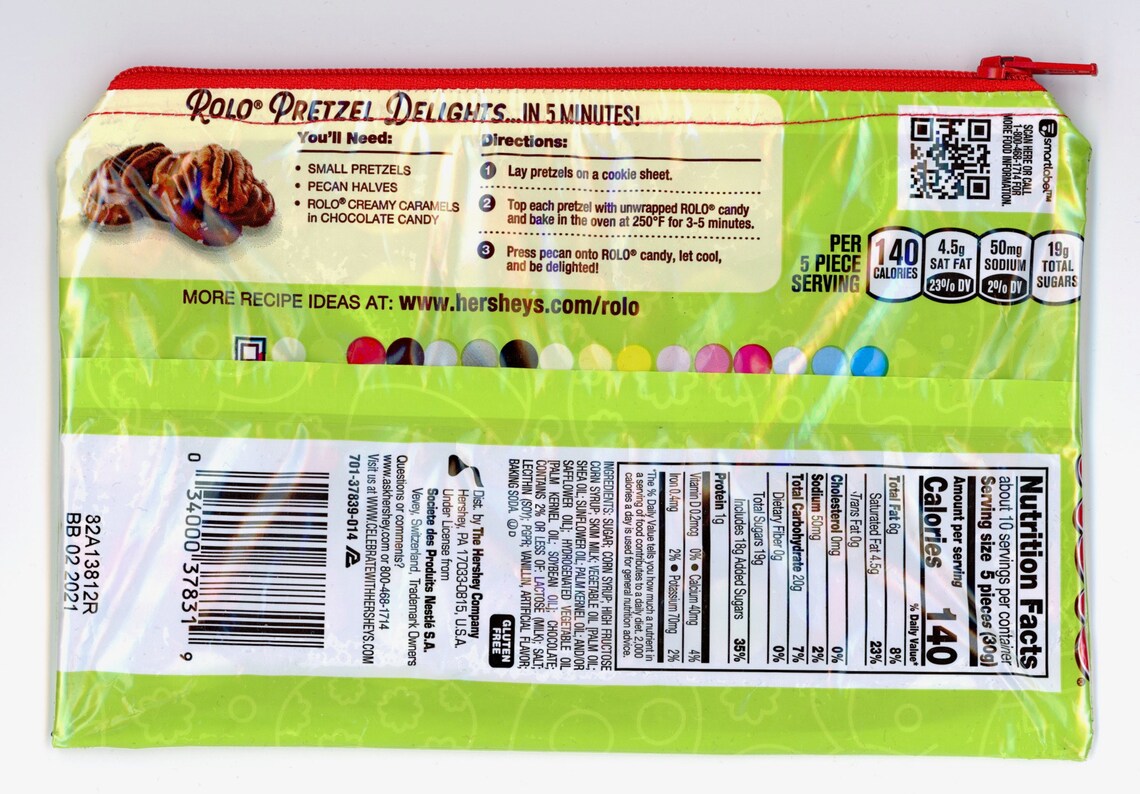 ROLO® PRETZEL DELIGHTS...IN 5 MINUTES!
You'll Need:
• SMALL PRETZELS
• PECAN HALVES
• ROLO® CREAMY CARAMELS
in CHOCOLATE CANDY
Directions:
1 Lay pretzels on a cookie sheet.
2 Top each pretzel with unwrapped ROLO® candy
and bake in the oven at 250°F for 3-5 minutes.
3 Press pecan onto ROLO® candy, let cool,
and be delighted!
MORE RECIPE IDEAS AT: www.hersheys.com/rolo
smartlabel™
SCAN HERE OR CALL
1-800-468-1714 FOR
MORE FOOD INFORMATION.
PER
5 PIECE
SERVING
140
CALORIES
4.5g
SAT FAT
23% DV
50mg
SODIUM
2% DV
19g
TOTAL
SUGARS
Nutrition Facts
about 10 servings per container
Serving size 5 pieces (30g)
Amount per serving
Calories 140
% Daily Value*
Total Fat 6g 8%
Saturated Fat 4.5g 23%
Trans Fat 0g
Cholesterol 0mg 0%
Sodium 50mg 2%
Total Carbohydrate 20g 7%
Dietary Fiber 0g 0%
Total Sugars 19g
Includes 18g Added Sugars 35%
Protein 1g
Vitamin D 0.2mcg 0% • Calcium 40mg 4%
Iron 0.4mg 2% • Potassium 70mg 2%
*The % Daily Value tells you how much a nutrient in
a serving of food contributes to a daily diet. 2,000
calories a day is used for general nutrition advice.
INGREDIENTS: SUGAR; CORN SYRUP; HIGH FRUCTOSE
CORN SYRUP; SKIM MILK; VEGETABLE OIL [PALM OIL;
SHEA OIL; SUNFLOWER OIL; PALM KERNEL OIL; AND/OR
SAFFLOWER OIL]; HYDROGENATED VEGETABLE OIL
[PALM KERNEL OIL; SOYBEAN OIL]; CHOCOLATE;
CONTAINS 2% OR LESS OF: LACTOSE (MILK); SALT;
LECITHIN (SOY); PGPR; VANILLIN, ARTIFICIAL FLAVOR;
BAKING SODA. Ⓤ D
GLUTEN
FREE
Dist. by The Hershey Company
Hershey, PA 17033-0815, U.S.A.
Under License from
Societe des Produits Nestlé S.A.
Vevey, Switzerland, Trademark Owners
Questions or comments?
www.askhershey.com or 800-468-1714
Visit us at WWW.CELEBRATEWITHHERSHEYS.COM
701-37839-014
0 34000 37831 9
82A13812R
BB 02 2021